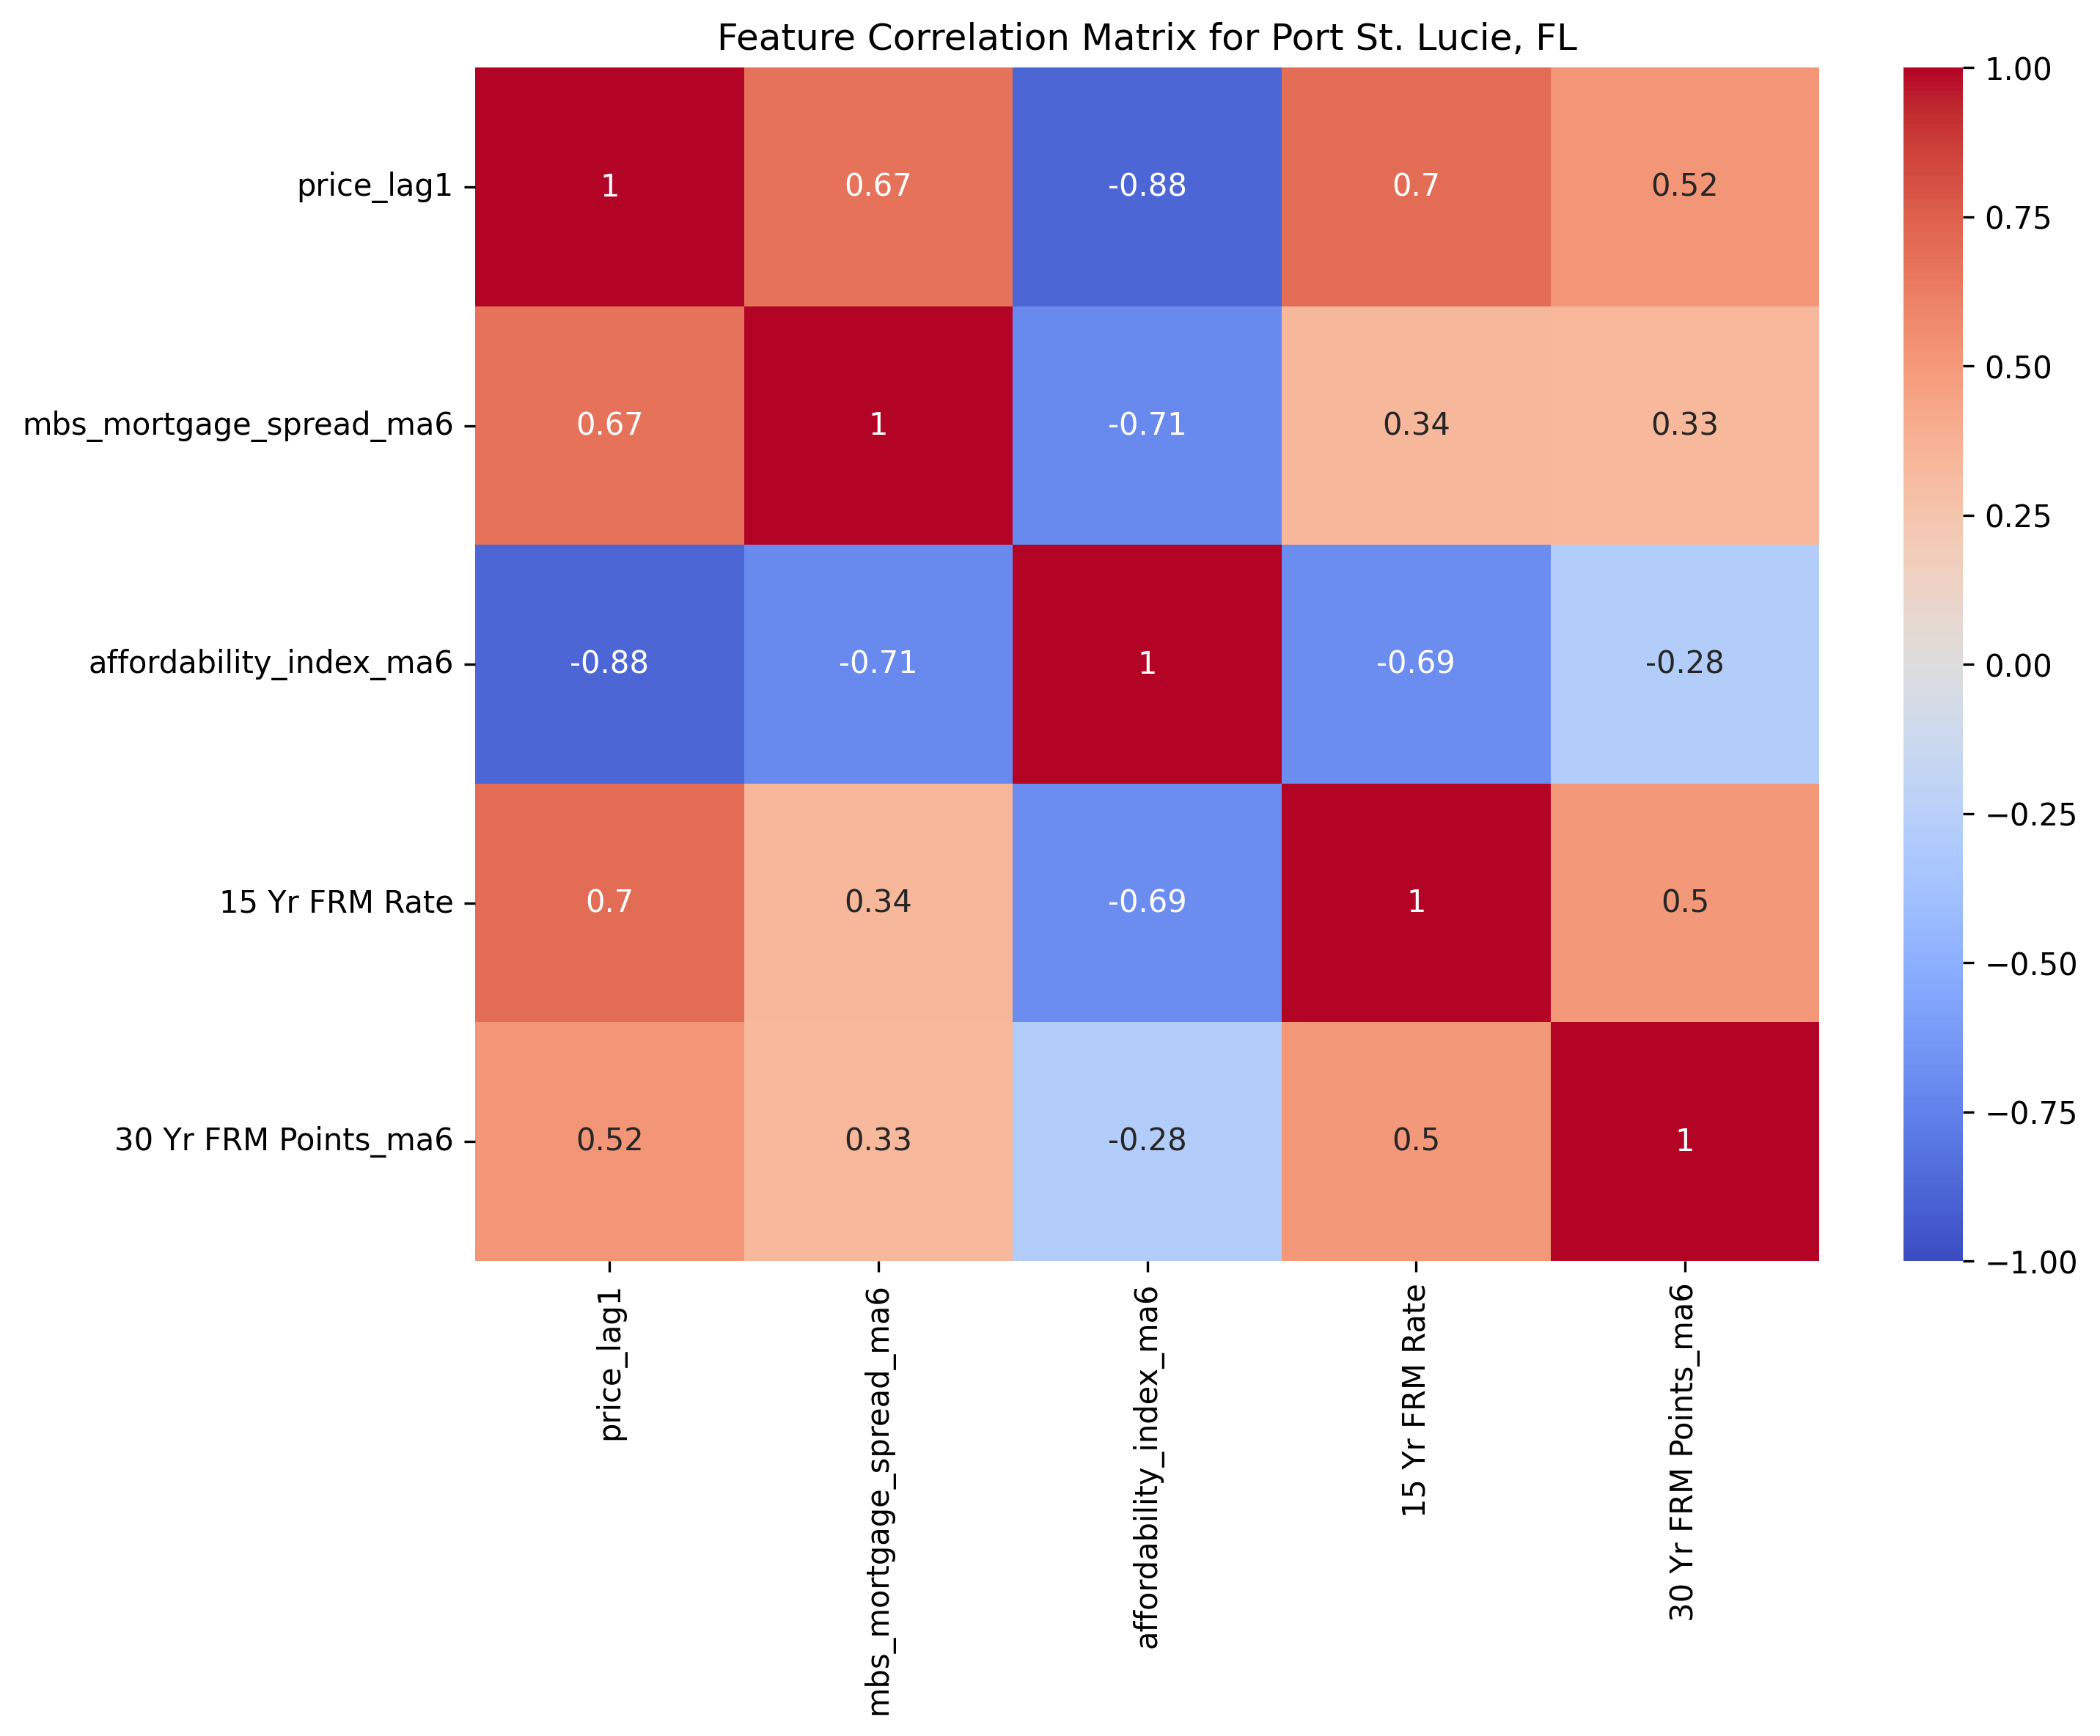 Feature Correlation Matrix for Port St. Lucie, FL
price_lag1 1 0.67 -0.88 0.7 0.52
mbs_mortgage_spread_ma6 0.67 1 -0.71 0.34 0.33
affordability_index_ma6 -0.88 -0.71 1 -0.69 -0.28
15 Yr FRM Rate 0.7 0.34 -0.69 1 0.5
30 Yr FRM Points_ma6 0.52 0.33 -0.28 0.5 1
price_lag1
mbs_mortgage_spread_ma6
affordability_index_ma6
15 Yr FRM Rate
30 Yr FRM Points_ma6
1.00
0.75
0.50
0.25
0.00
−0.25
−0.50
−0.75
−1.00